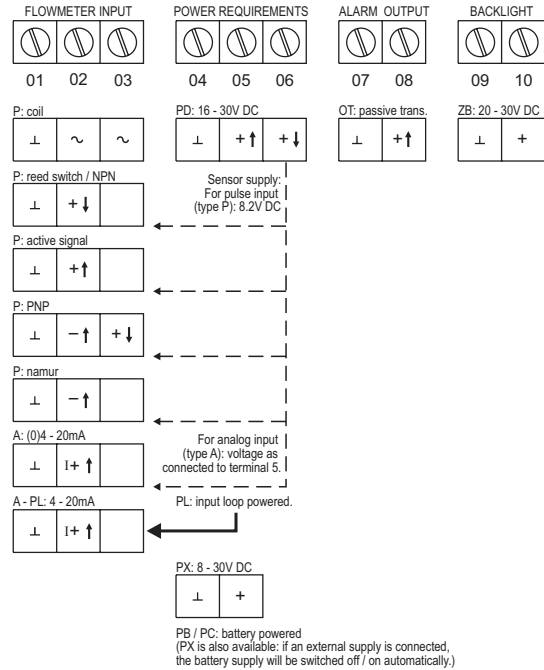 FLOWMETER INPUT
POWER REQUIREMENTS
ALARM OUTPUT
BACKLIGHT
01 02 03 04 05 06 07 08 09 10
P: coil
⊥ ~ ~
PD: 16 - 30V DC
⊥ +↑ +↓
OT: passive trans.
⊥ +↑
ZB: 20 - 30V DC
⊥ +
P: reed switch / NPN
⊥ +↓
Sensor supply:
For pulse input
(type P): 8.2V DC
P: active signal
⊥ +↑
P: PNP
⊥ –↑ +↓
P: namur
⊥ –↑
A: (0)4 - 20mA
⊥ I+ ↑
For analog input
(type A): voltage as
connected to terminal 5.
A - PL: 4 - 20mA
⊥ I+ ↑
PL: input loop powered.
PX: 8 - 30V DC
⊥ +
PB / PC: battery powered
(PX is also available: if an external supply is connected,
the battery supply will be switched off / on automatically.)